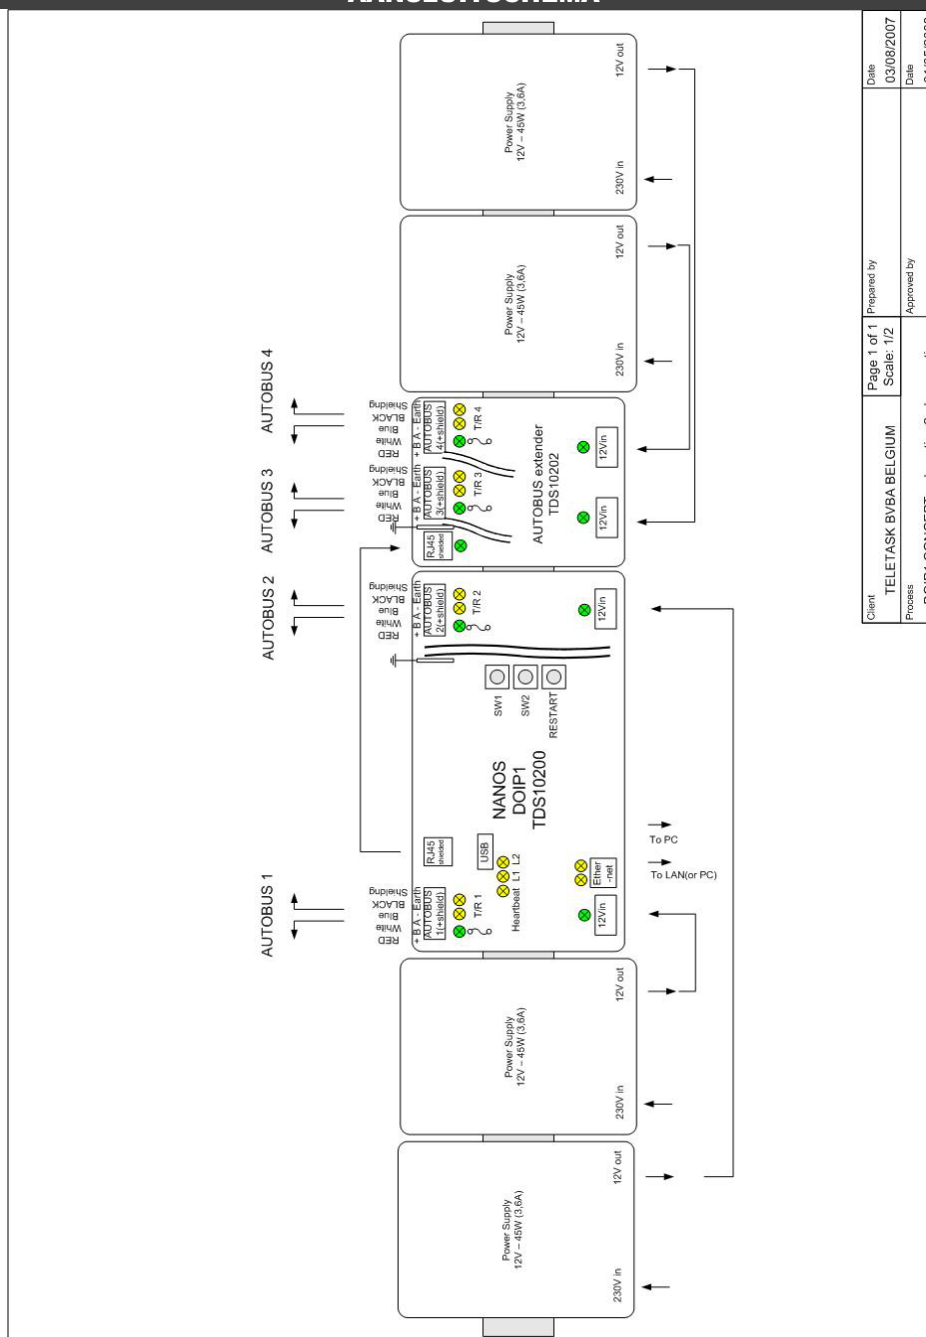 AANSLUITSCHEMA
Power Supply
12V – 45W (3,6A)
12V out
230V in
Power Supply
12V – 45W (3,6A)
12V out
230V in
AUTOBUS 4
Shieldng
BLACK
Blue
White
RED
+ B A - Earth
AUTOBUS
4(+shield)
T/R 4
AUTOBUS 3
Shieldng
BLACK
Blue
White
RED
+ B A - Earth
AUTOBUS
3(+shield)
T/R 3
RJ45
shielded
AUTOBUS extender
TDS10202
12Vin
12Vin
AUTOBUS 2
Shieldng
BLACK
Blue
White
RED
+ B A - Earth
AUTOBUS
2(+shield)
T/R 2
12Vin
SW1
SW2
RESTART
NANOS
DOIP1
TDS10200
RJ45
shielded
USB
Heartbeat L1 L2
Ether
-net
12Vin
To PC
To LAN(or PC)
AUTOBUS 1
Shieldng
BLACK
Blue
White
RED
+ B A - Earth
AUTOBUS
1(+shield)
T/R 1
Power Supply
12V – 45W (3,6A)
12V out
230V in
Power Supply
12V – 45W (3,6A)
12V out
230V in
Client
TELETASK BVBA BELGIUM
Page 1 of 1
Scale: 1/2
Prepared by
Date
03/08/2007
Process
Approved by
Date